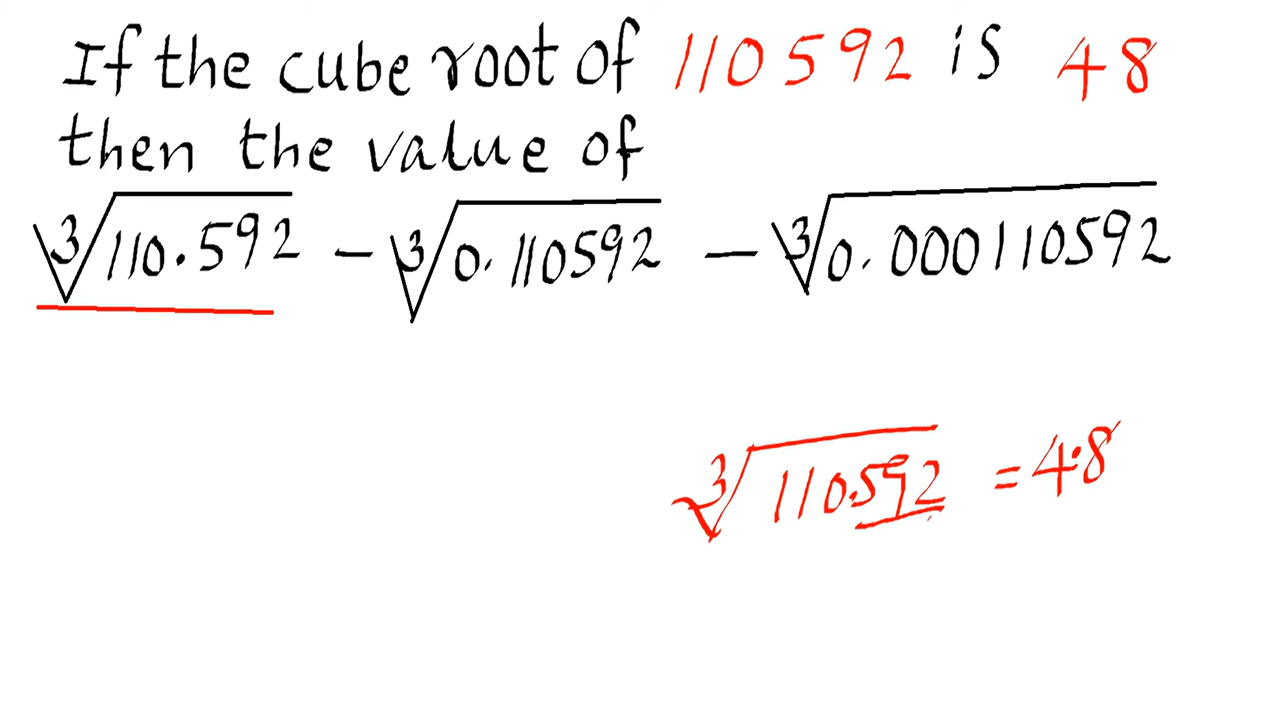 If the cube root of 110592 is 48
then the value of
∛110.592 − ∛0.110592 − ∛0.000110592
∛110.592 = 4.8